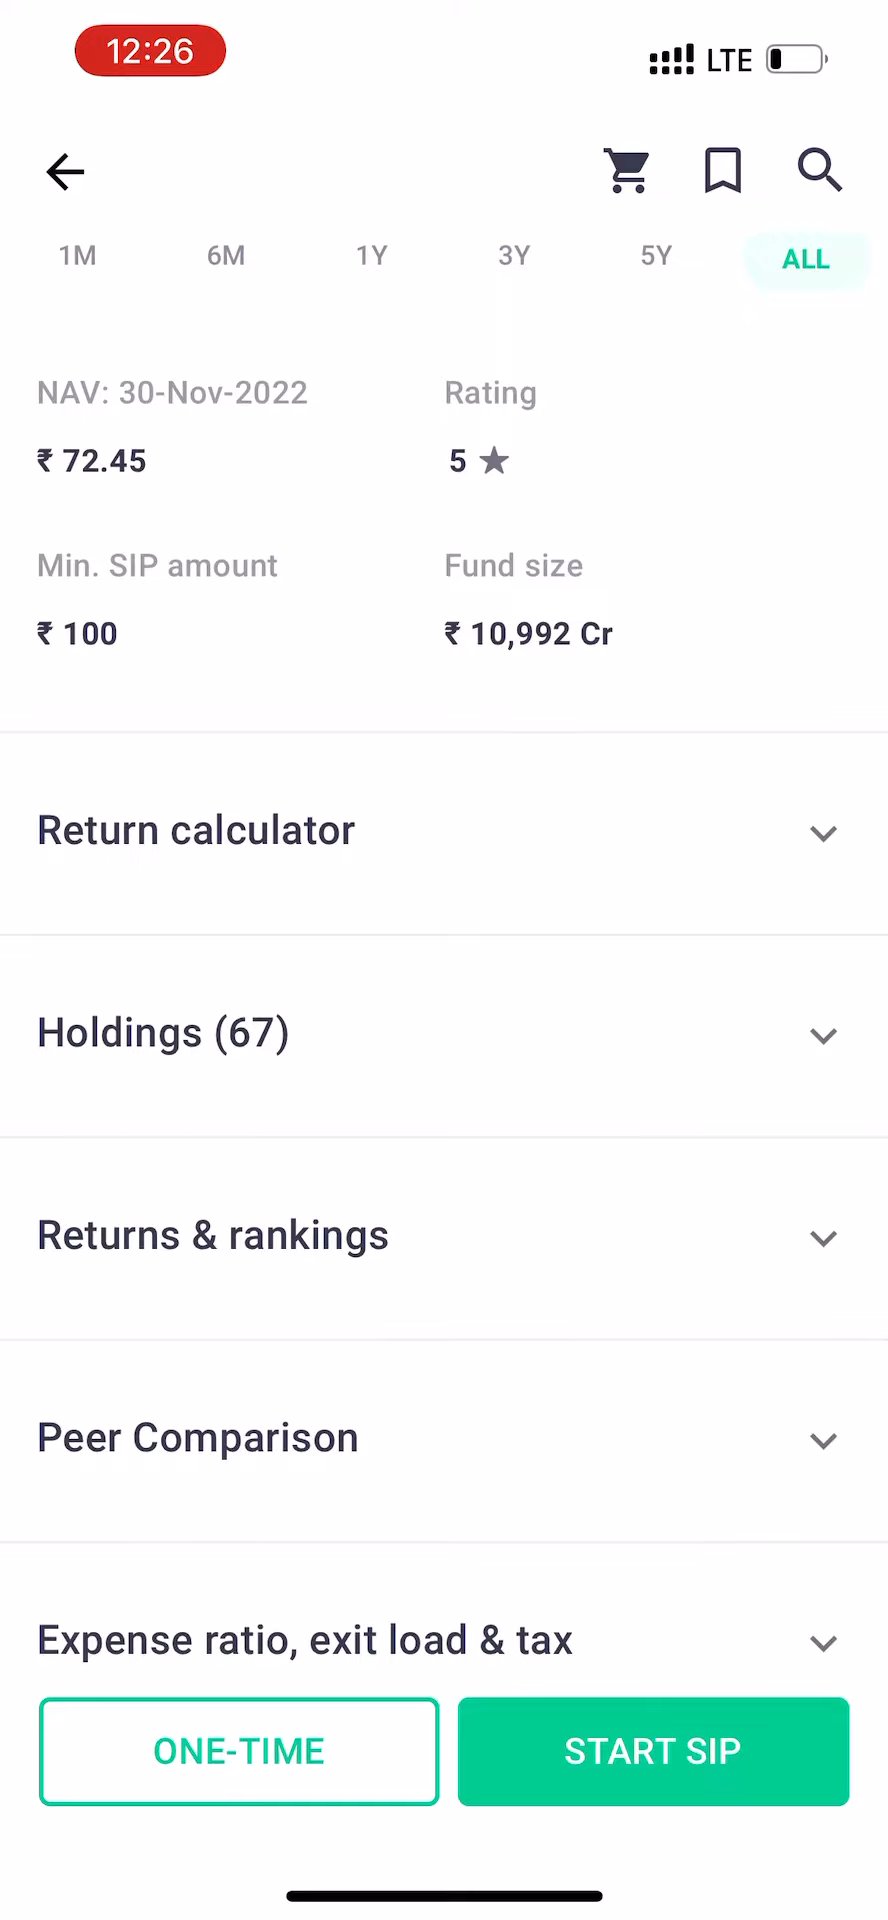 12:26
LTE
1M 6M 1Y 3Y 5Y ALL
NAV: 30-Nov-2022 Rating
₹ 72.45 5 ★
Min. SIP amount Fund size
₹ 100 ₹ 10,992 Cr
Return calculator
Holdings (67)
Returns & rankings
Peer Comparison
Expense ratio, exit load & tax
ONE-TIME START SIP